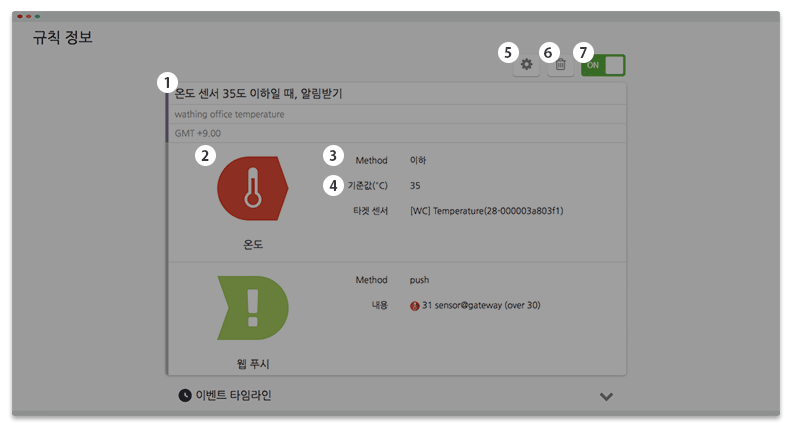 규칙 정보
5 6 7
ON
1
온도 센서 35도 이하일 때, 알림받기
wathing office temperature
GMT +9.00
2
3 Method 이하
4 기준값(°C) 35
타겟 센서 [WC] Temperature(28-000003a803f1)
온도
Method push
내용 31 sensor@gateway (over 30)
웹 푸시
이벤트 타임라인